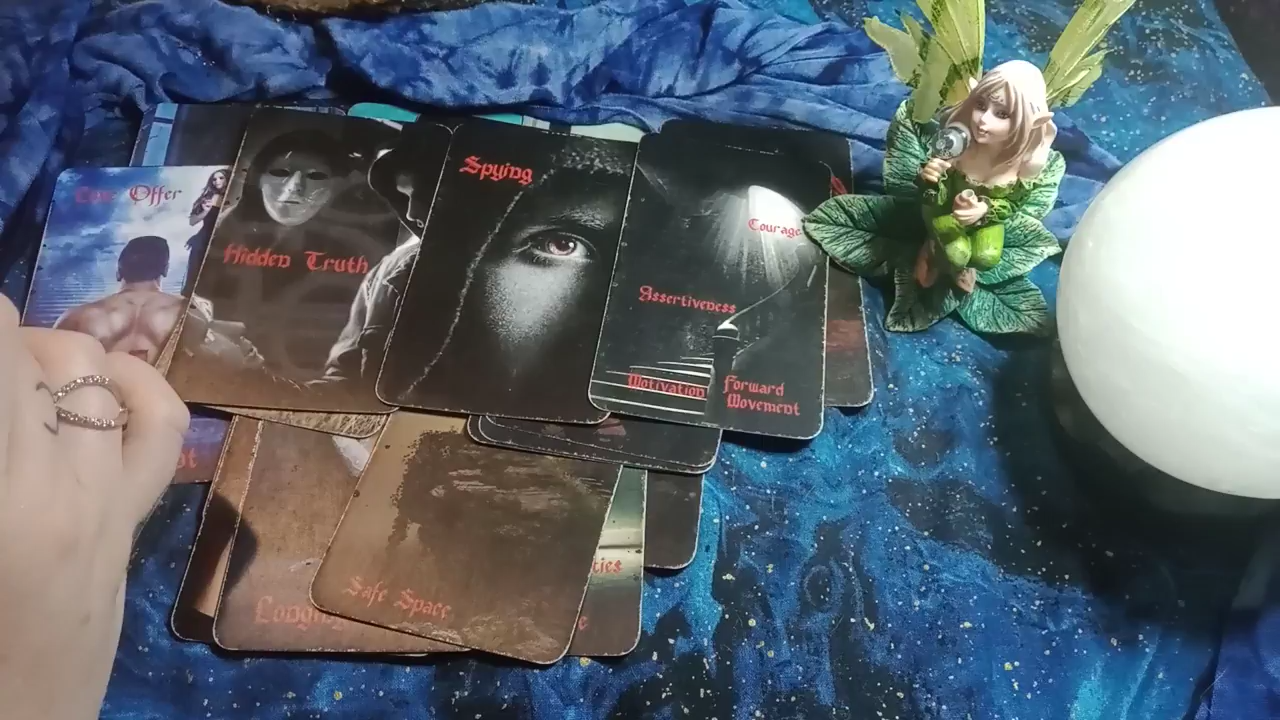 Offer
Hidden Truth
Spying
Courage
Assertiveness
Motivation
Forward
Movement
Safe Space